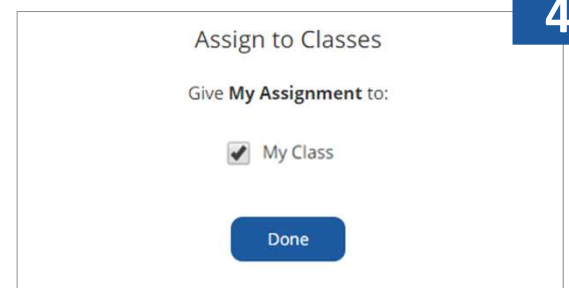 4
Assign to Classes
Give My Assignment to:
My Class
Done